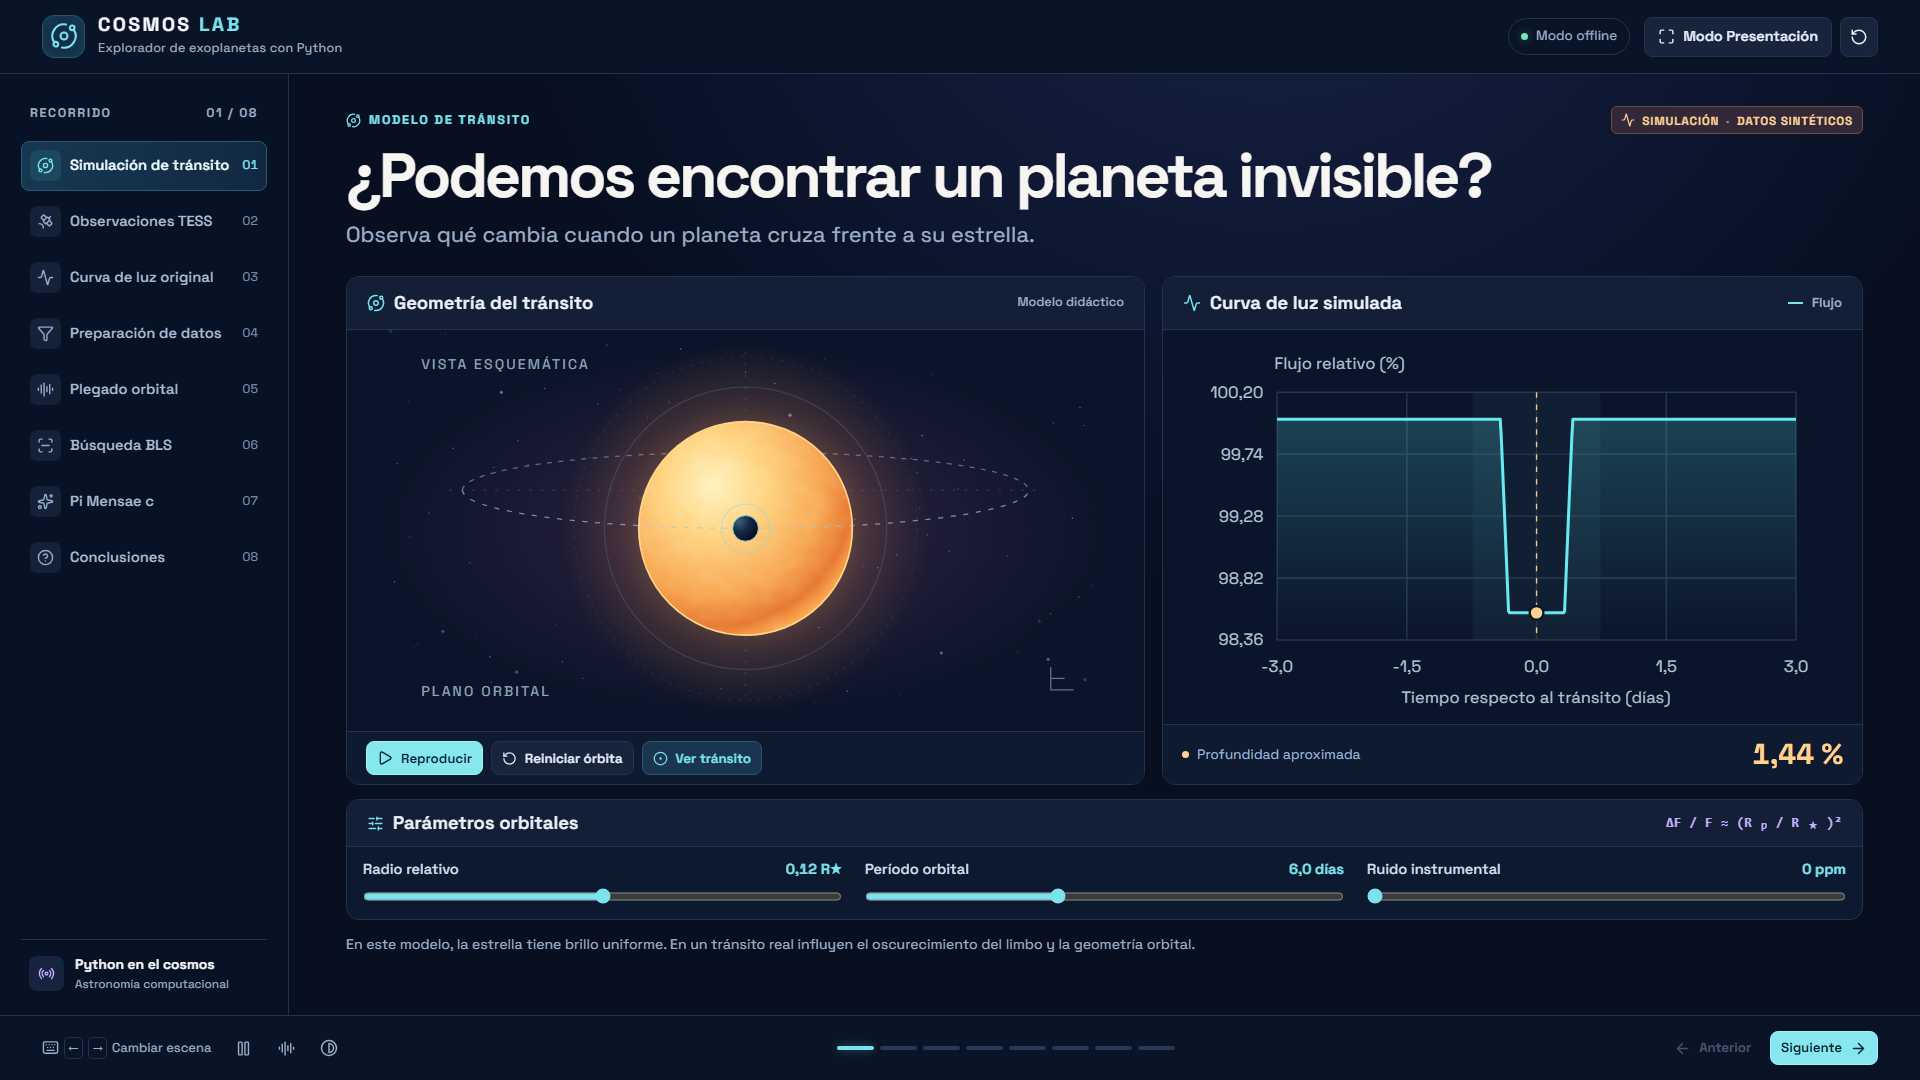 COSMOS LAB
Explorador de exoplanetas con Python
Modo offline
Modo Presentación
RECORRIDO 01 / 08
Simulación de tránsito 01
Observaciones TESS 02
Curva de luz original 03
Preparación de datos 04
Plegado orbital 05
Búsqueda BLS 06
Pi Mensae c 07
Conclusiones 08
Python en el cosmos
Astronomía computacional
MODELO DE TRÁNSITO
SIMULACIÓN · DATOS SINTÉTICOS
¿Podemos encontrar un planeta invisible?
Observa qué cambia cuando un planeta cruza frente a su estrella.
Geometría del tránsito
Modelo didáctico
VISTA ESQUEMÁTICA
PLANO ORBITAL
Reproducir
Reiniciar órbita
Ver tránsito
Curva de luz simulada
Flujo
Flujo relativo (%)
100,20
99,74
99,28
98,82
98,36
-3,0 -1,5 0,0 1,5 3,0
Tiempo respecto al tránsito (días)
Profundidad aproximada
1,44 %
Parámetros orbitales
ΔF / F ≈ (R p / R ★ )²
Radio relativo 0,12 R★
Período orbital 6,0 días
Ruido instrumental 0 ppm
En este modelo, la estrella tiene brillo uniforme. En un tránsito real influyen el oscurecimiento del limbo y la geometría orbital.
← → Cambiar escena
← Anterior
Siguiente →